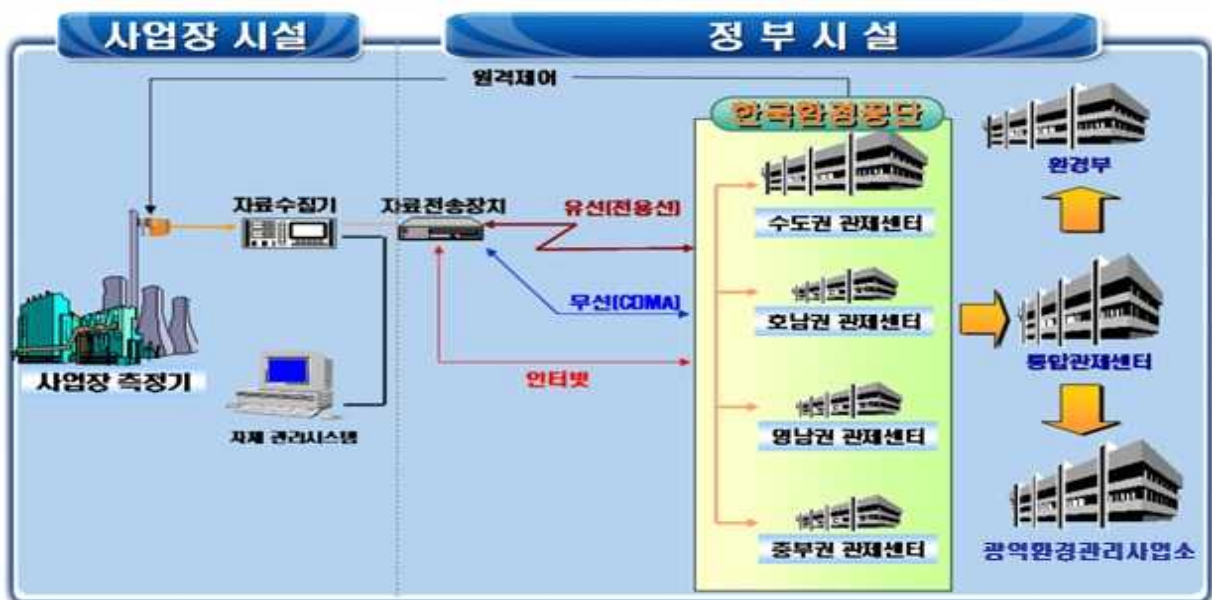 사업장 시설
정 부 시 설
원격제어
한국환경공단
환경부
자료수집기
자료전송장치
유선(전용선)
수도권 관제센터
무선(CDMA)
호남권 관제센터
통합관제센터
사업장 측정기
인터넷
영남권 관제센터
자체 관리시스템
중부권 관제센터
광역환경관리사업소